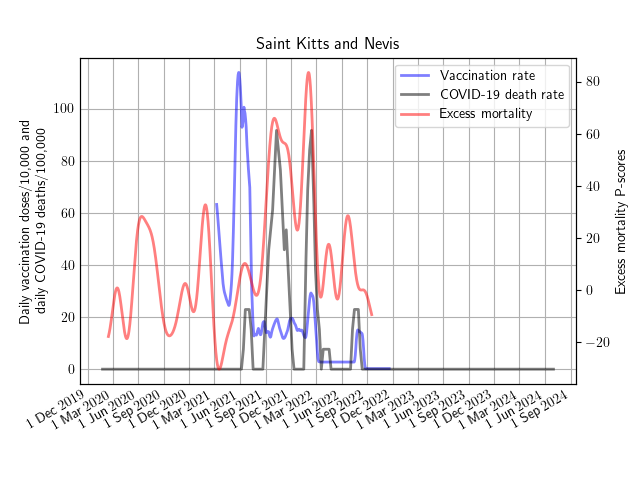 Saint Kitts and Nevis
Vaccination rate
COVID-19 death rate
Excess mortality
Daily vaccination doses/10,000 and
daily COVID-19 deaths/100,000
100
80
60
40
20
0
Excess mortality P-scores
80
60
40
20
0
−20
1 Dec 2019
1 Mar 2020
1 Jun 2020
1 Sep 2020
1 Dec 2020
1 Mar 2021
1 Jun 2021
1 Sep 2021
1 Dec 2021
1 Mar 2022
1 Jun 2022
1 Sep 2022
1 Dec 2022
1 Mar 2023
1 Jun 2023
1 Sep 2023
1 Dec 2023
1 Mar 2024
1 Jun 2024
1 Sep 2024